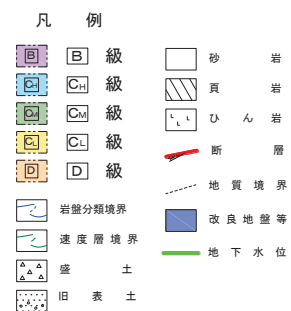 凡 例
B B 級
CH CH 級
CM CM 級
CL CL 級
D D 級
岩盤分類境界
速度層境界
盛 土
旧 表 土
砂 岩
頁 岩
ひ ん 岩
断 層
地 質 境 界
改 良 地 盤 等
地 下 水 位